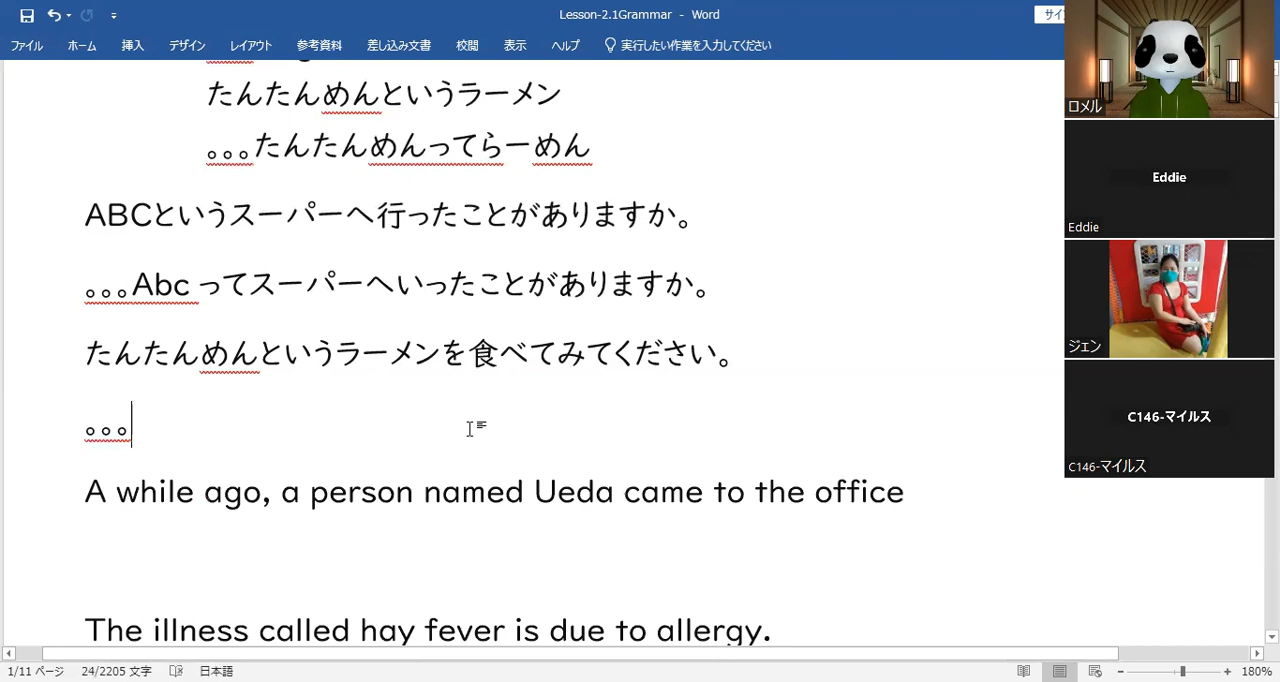 Lesson-2.1Grammar - Word
サイ
ファイル ホーム 挿入 デザイン レイアウト 参考資料 差し込み文書 校閲 表示 ヘルプ 実行したい作業を入力してください
たんたんめんというラーメン
。。。たんたんめんってらーめん
ABCというスーパーへ行ったことがありますか。
。。。Abc ってスーパーへいったことがありますか。
たんたんめんというラーメンを食べてみてください。
。。。
A while ago, a person named Ueda came to the office
The illness called hay fever is due to allergy.
ロメル
Eddie
Eddie
ジェン
C146-マイルス
C146-マイルス
1/11 ページ 24/2205 文字 日本語 180%